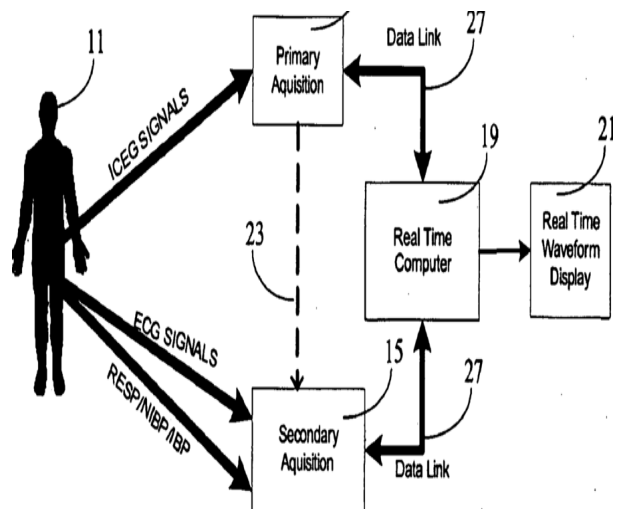 11
Primary
Aquisition
Data Link
27
ICEG SIGNALS
19
21
Real Time
Computer
Real Time
Waveform
Display
23
ECG SIGNALS
RESP/NIBP/IBP
15
27
Secondary
Aquisition
Data Link